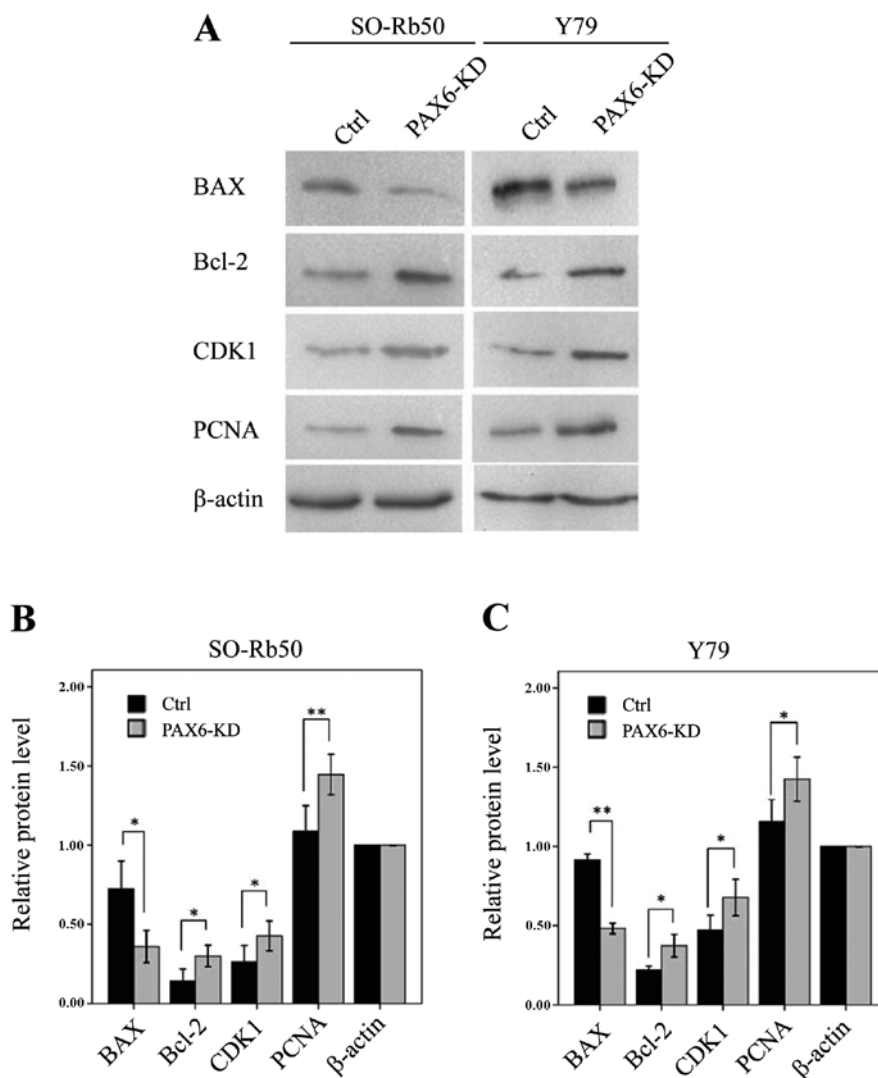 A
SO-Rb50 Y79
Ctrl PAX6-KD Ctrl PAX6-KD
BAX
Bcl-2
CDK1
PCNA
β-actin
B
SO-Rb50
Relative protein level
2.00
1.50
1.00
0.50
0.00
Ctrl
PAX6-KD
*
*
*
**
BAX Bcl-2 CDK1 PCNA β-actin
C
Y79
Relative protein level
2.00
1.50
1.00
0.50
0.00
Ctrl
PAX6-KD
**
*
*
*
BAX Bcl-2 CDK1 PCNA β-actin